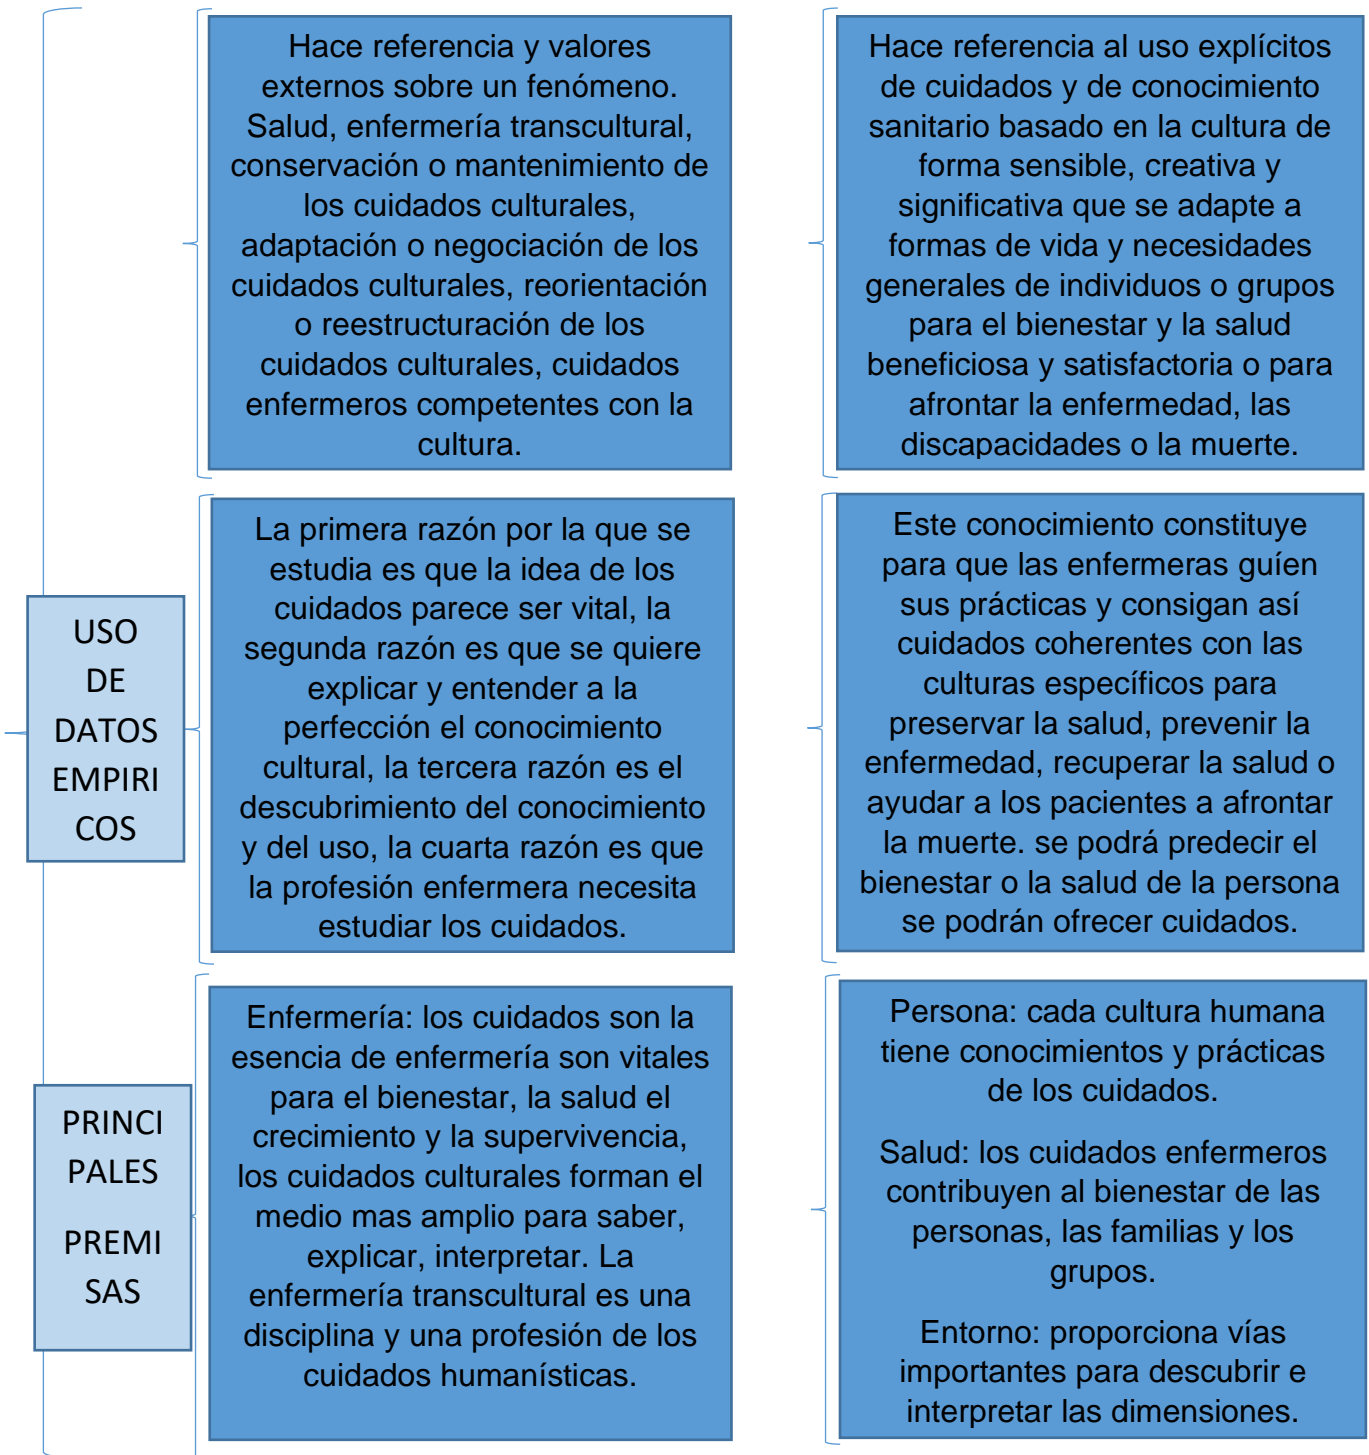 Hace referencia y valores
externos sobre un fenómeno.
Salud, enfermería transcultural,
conservación o mantenimiento de
los cuidados culturales,
adaptación o negociación de los
cuidados culturales, reorientación
o reestructuración de los
cuidados culturales, cuidados
enfermeros competentes con la
cultura.
Hace referencia al uso explícitos
de cuidados y de conocimiento
sanitario basado en la cultura de
forma sensible, creativa y
significativa que se adapte a
formas de vida y necesidades
generales de individuos o grupos
para el bienestar y la salud
beneficiosa y satisfactoria o para
afrontar la enfermedad, las
discapacidades o la muerte.
USO
DE
DATOS
EMPIRI
COS
La primera razón por la que se
estudia es que la idea de los
cuidados parece ser vital, la
segunda razón es que se quiere
explicar y entender a la
perfección el conocimiento
cultural, la tercera razón es el
descubrimiento del conocimiento
y del uso, la cuarta razón es que
la profesión enfermera necesita
estudiar los cuidados.
Este conocimiento constituye
para que las enfermeras guíen
sus prácticas y consigan así
cuidados coherentes con las
culturas específicos para
preservar la salud, prevenir la
enfermedad, recuperar la salud o
ayudar a los pacientes a afrontar
la muerte. se podrá predecir el
bienestar o la salud de la persona
se podrán ofrecer cuidados.
PRINCI
PALES
PREMI
SAS
Enfermería: los cuidados son la
esencia de enfermería son vitales
para el bienestar, la salud el
crecimiento y la supervivencia,
los cuidados culturales forman el
medio mas amplio para saber,
explicar, interpretar. La
enfermería transcultural es una
disciplina y una profesión de los
cuidados humanísticas.
Persona: cada cultura humana
tiene conocimientos y prácticas
de los cuidados.
Salud: los cuidados enfermeros
contribuyen al bienestar de las
personas, las familias y los
grupos.
Entorno: proporciona vías
importantes para descubrir e
interpretar las dimensiones.